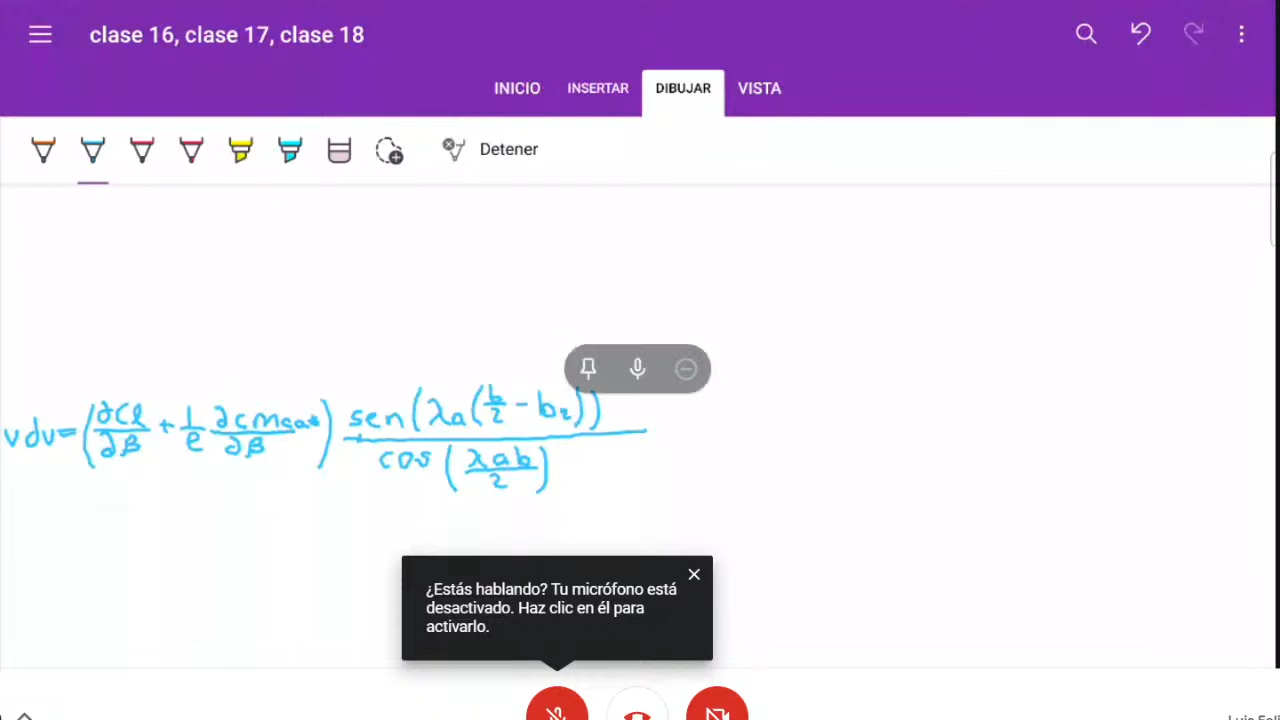 clase 16, clase 17, clase 18
INICIO INSERTAR DIBUJAR VISTA
Detener
v dv = (∂Cl/∂β + 1/e ∂CMca*/∂β) sen(λa(b/2 - b₂))/cos(λab/2)
¿Estás hablando? Tu micrófono está
desactivado. Haz clic en él para
activarlo.